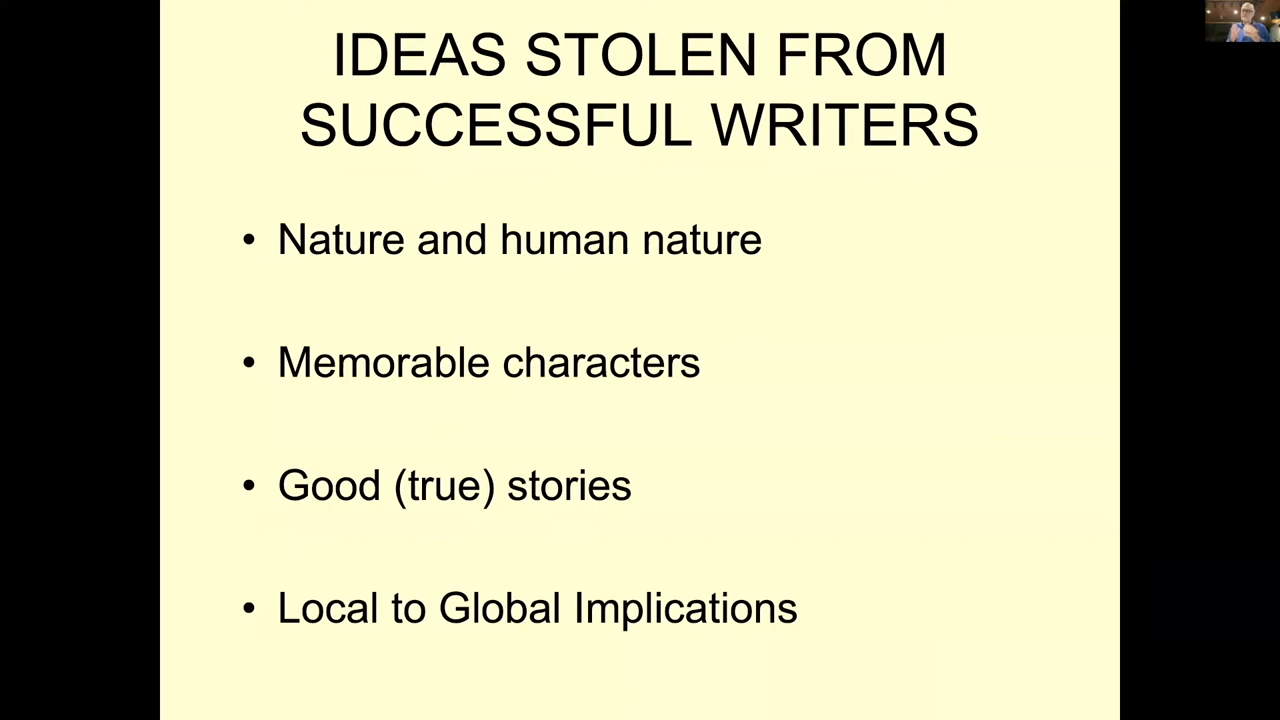 IDEAS STOLEN FROM
SUCCESSFUL WRITERS
• Nature and human nature
• Memorable characters
• Good (true) stories
• Local to Global Implications